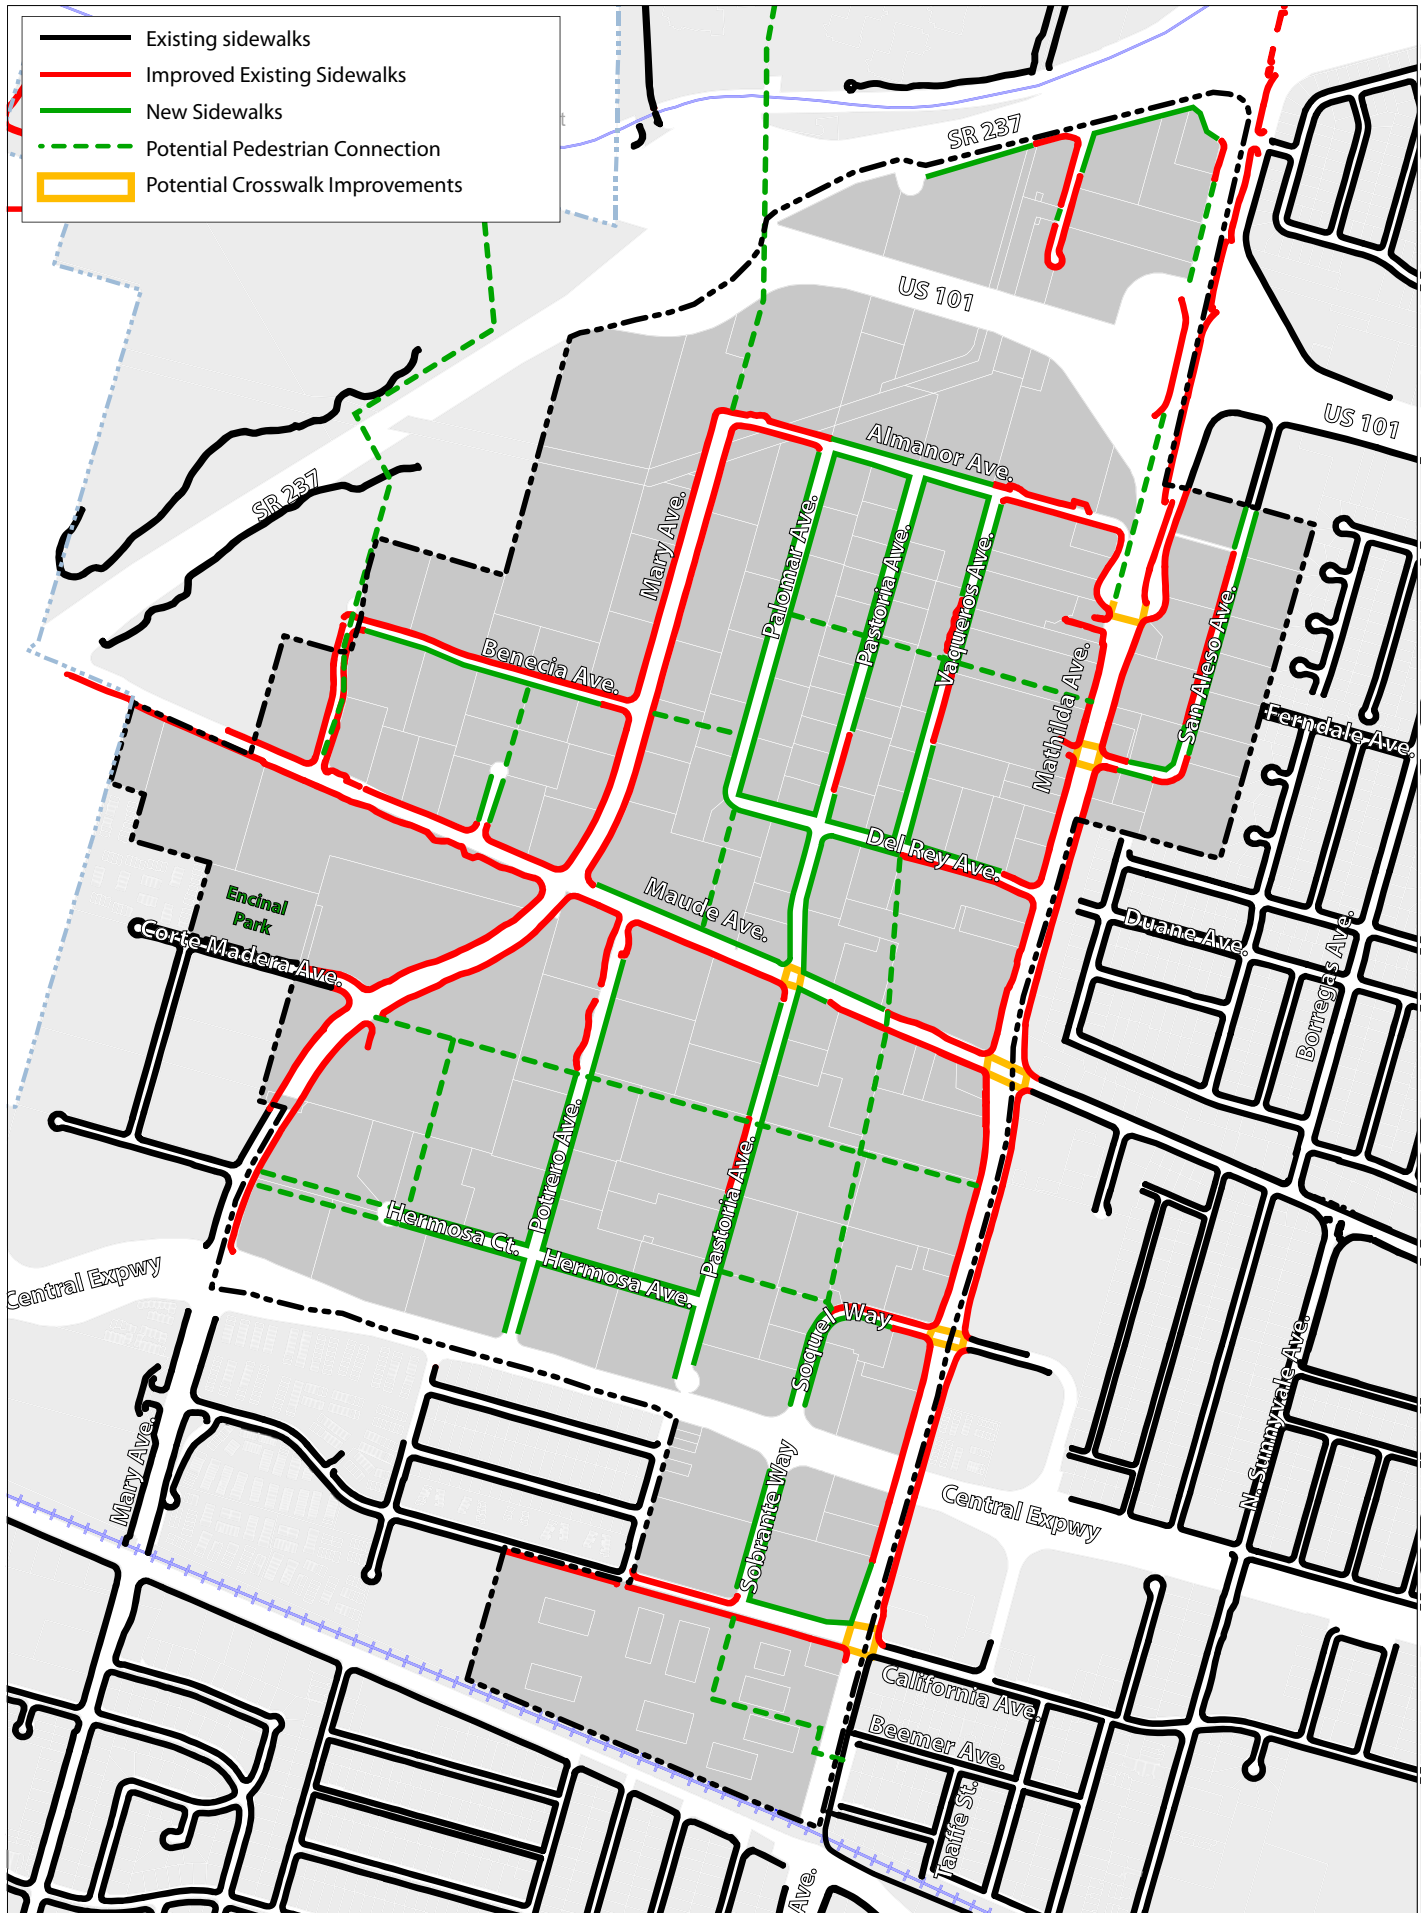 Existing sidewalks
Improved Existing Sidewalks
New Sidewalks
Potential Pedestrian Connection
Potential Crosswalk Improvements
SR 237
US 101
US 101
SR 237
Almanor Ave.
Mary Ave.
Palomar Ave.
Pastoria Ave.
Vaqueros Ave.
San Aleso Ave.
Benecia Ave.
Mathilda Ave.
Ferndale Ave.
Del Rey Ave.
Maude Ave.
Encinal
Park
Corte Madera Ave.
Duane Ave.
Borregas Ave.
Potrero Ave.
Pastoria Ave.
Hermosa Ct.
Hermosa Ave.
Central Expwy
Soquel Way
N. Sunnyvale Ave.
Mary Ave.
Sobrante Way
Central Expwy
California Ave.
Beemer Ave.
Taaffe St.
Ave.